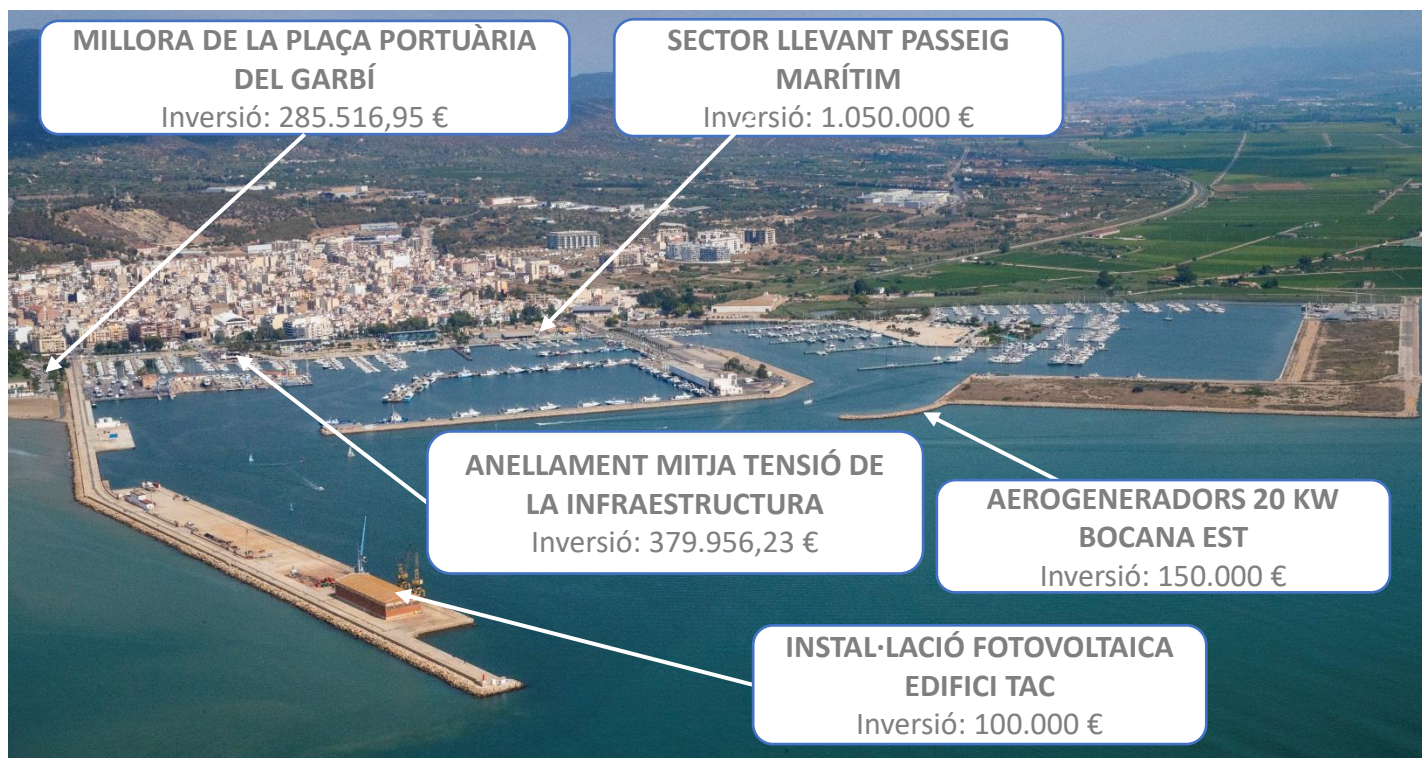 MILLORA DE LA PLAÇA PORTUÀRIA
DEL GARBÍ
Inversió: 285.516,95 €
SECTOR LLEVANT PASSEIG
MARÍTIM
Inversió: 1.050.000 €
ANELLAMENT MITJA TENSIÓ DE
LA INFRAESTRUCTURA
Inversió: 379.956,23 €
AEROGENERADORS 20 KW
BOCANA EST
Inversió: 150.000 €
INSTAL·LACIÓ FOTOVOLTAICA
EDIFICI TAC
Inversió: 100.000 €